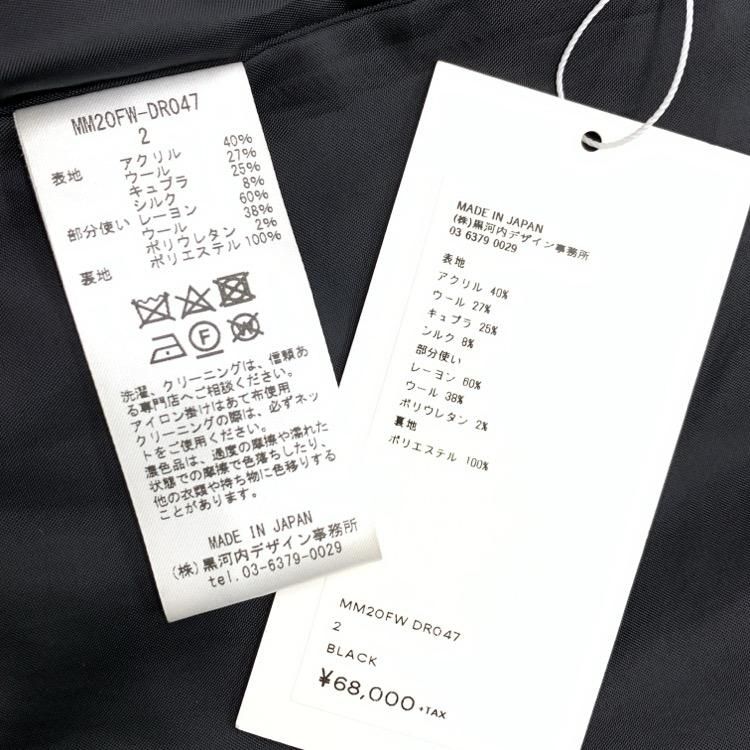 MM20FW-DR047
2
表地 アクリル 40%
ウール 27%
キュプラ 25%
シルク 8%
部分使い レーヨン 60%
ウール 38%
ポリウレタン 2%
裏地 ポリエステル 100%
F
W
洗濯、クリーニングは、信頼あ
る専門店へご相談ください。
アイロン掛けはあて布使用
クリーニングの際は、必ずネッ
トをご使用ください。
濃色品は、過度の摩擦や濡れた
状態での摩擦で色落ちしたり、
他の衣類や持ち物に色移りする
ことがあります。
MADE IN JAPAN
(株)黒河内デザイン事務所
tel.03-6379-0029
MADE IN JAPAN
(株)黒河内デザイン事務所
03 6379 0029
表地
アクリル 40%
ウール 27%
キュプラ 25%
シルク 8%
部分使い
レーヨン 60%
ウール 38%
ポリウレタン 2%
裏地
ポリエステル 100%
MM20FW DR047
2
BLACK
¥68,000+TAX